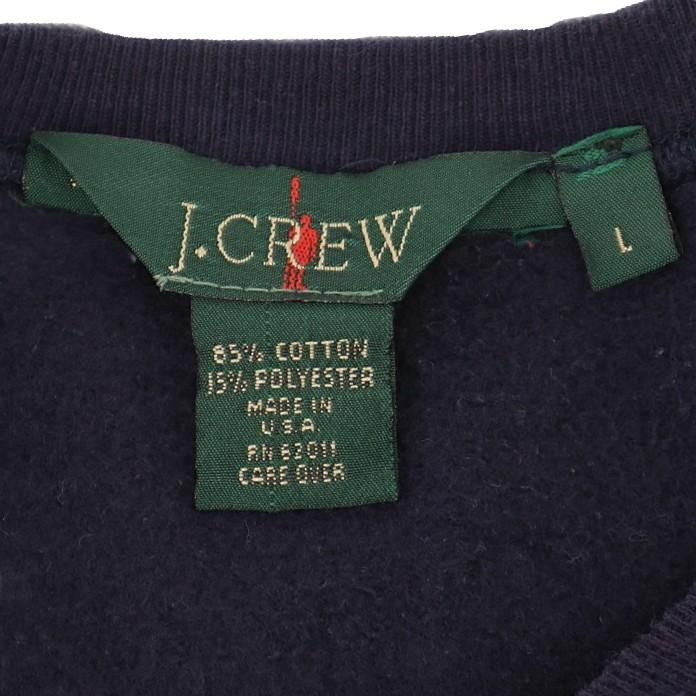 J.CREW
L
85% COTTON
15% POLYESTER
MADE IN
U.S.A.
RN 62011
CARE OVER